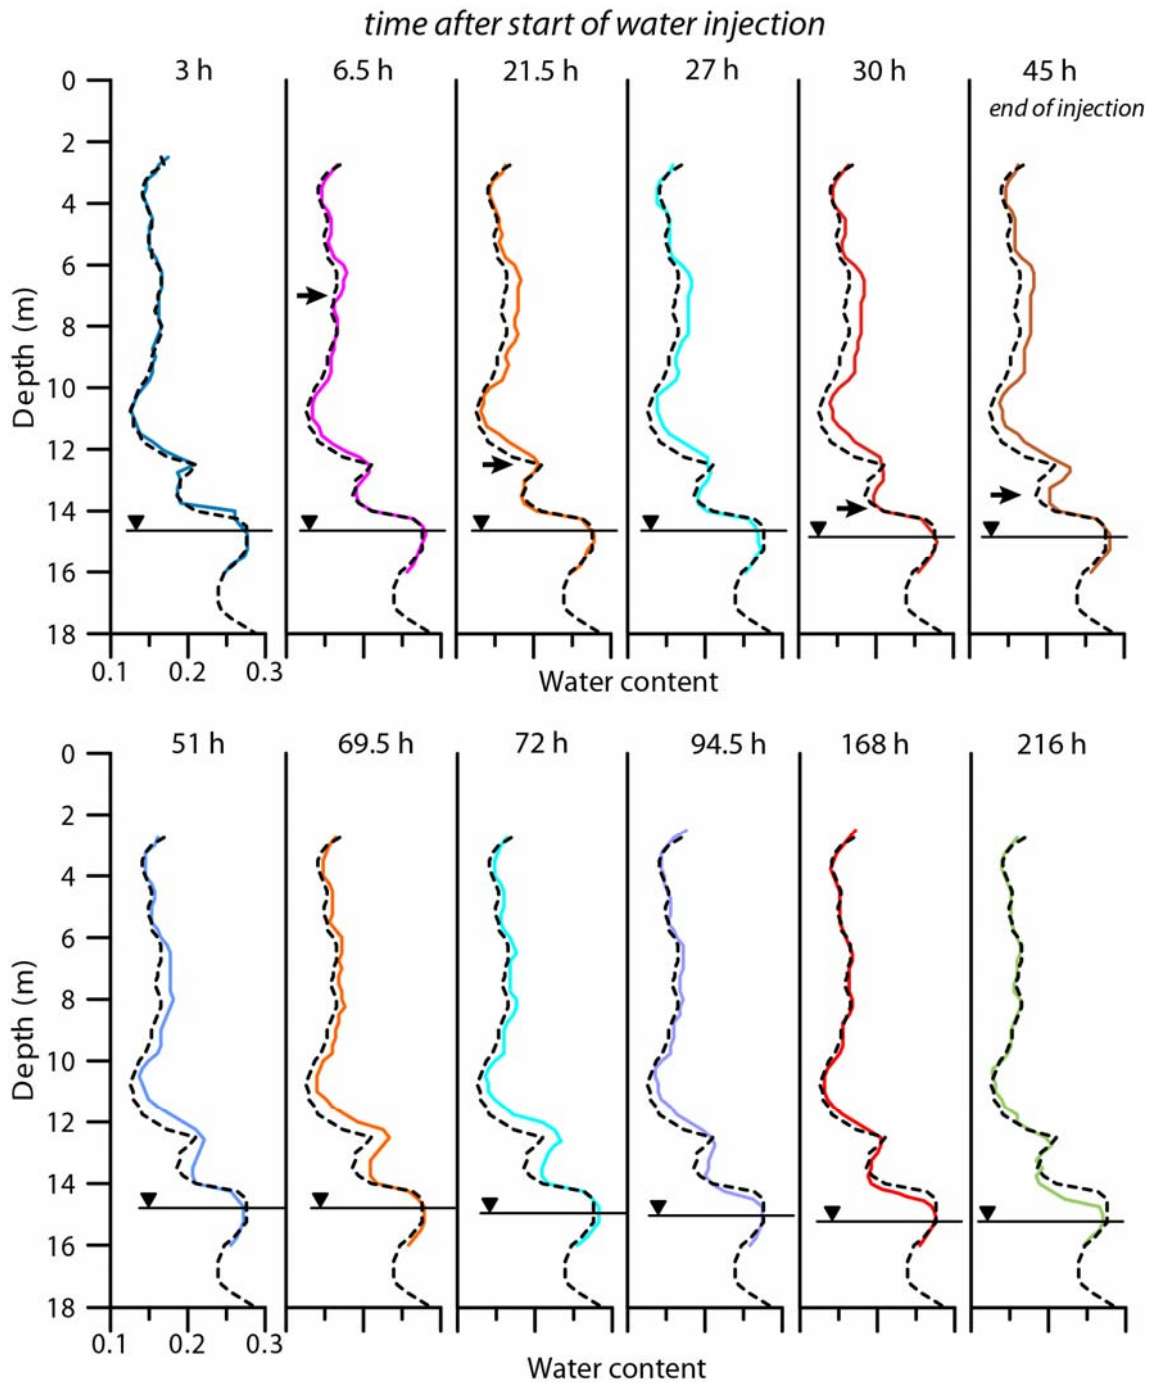 time after start of water injection
3 h 6.5 h 21.5 h 27 h 30 h 45 h
end of injection
0
2
4
6
8
10
12
14
16
18
Depth (m)
0.1 0.2 0.3
Water content
51 h 69.5 h 72 h 94.5 h 168 h 216 h
0
2
4
6
8
10
12
14
16
18
Depth (m)
0.1 0.2 0.3
Water content